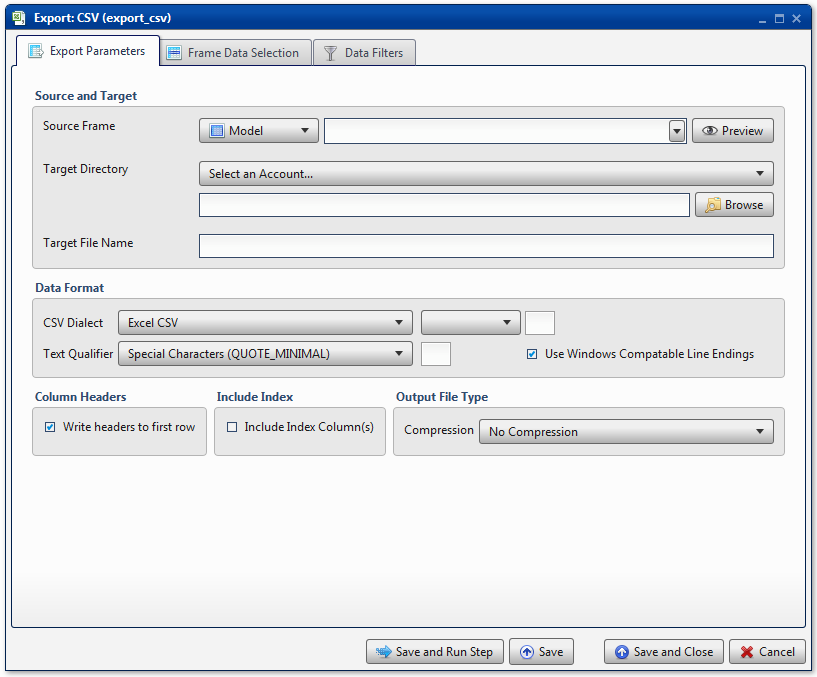 Export: CSV (export_csv)
Export Parameters
Frame Data Selection
Data Filters
Source and Target
Source Frame
Model
Preview
Target Directory
Select an Account...
Browse
Target File Name
Data Format
CSV Dialect
Excel CSV
Text Qualifier
Special Characters (QUOTE_MINIMAL)
Use Windows Compatable Line Endings
Column Headers
Include Index
Output File Type
Write headers to first row
Include Index Column(s)
Compression
No Compression
Save and Run Step
Save
Save and Close
Cancel